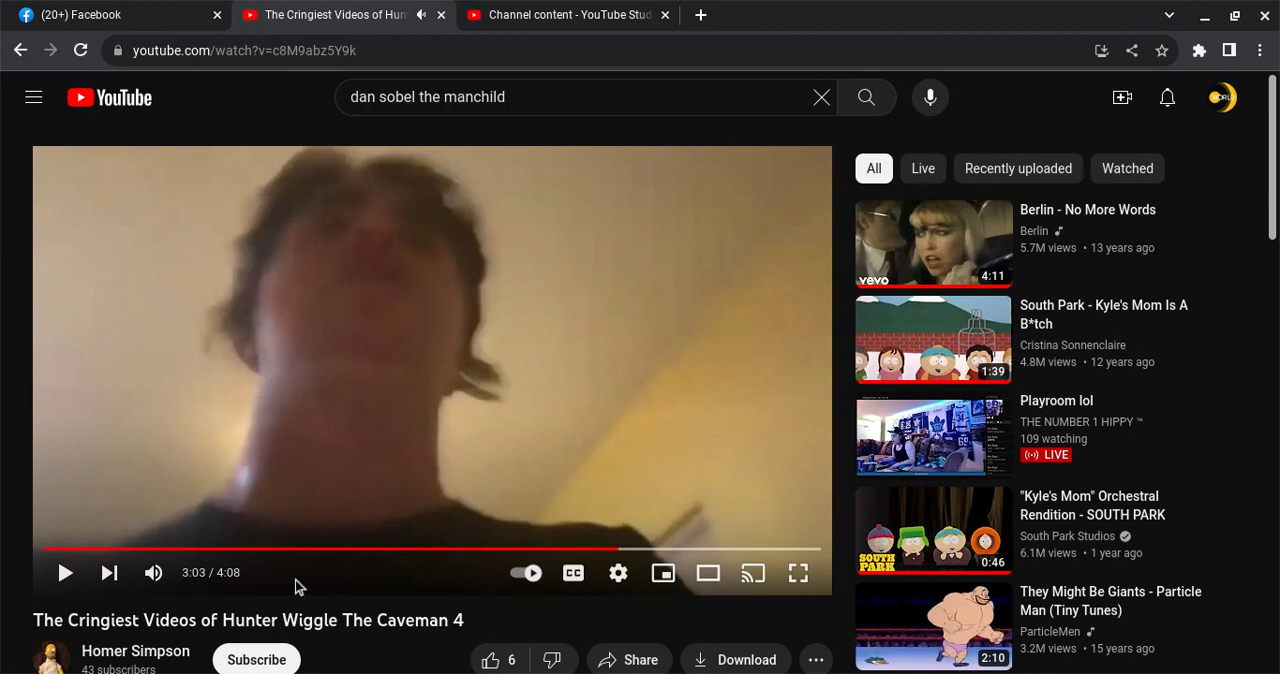 (20+) Facebook
The Cringiest Videos of Hun
Channel content - YouTube Stud
youtube.com/watch?v=c8M9abz5Y9k
YouTube
dan sobel the manchild
WORLD
All
Live
Recently uploaded
Watched
4:11
vevo
Berlin - No More Words
Berlin
5.7M views • 13 years ago
1:39
South Park - Kyle's Mom Is A
B*tch
Cristina Sonnenclaire
4.8M views • 12 years ago
Playroom lol
THE NUMBER 1 HIPPY ™
109 watching
LIVE
SOUTH
PARK
0:46
"Kyle's Mom" Orchestral
Rendition - SOUTH PARK
South Park Studios
6.1M views • 1 year ago
2:10
They Might Be Giants - Particle
Man (Tiny Tunes)
ParticleMen
3.2M views • 15 years ago
3:03 / 4:08
CC
The Cringiest Videos of Hunter Wiggle The Caveman 4
Homer Simpson
43 subscribers
Subscribe
6
Share
Download